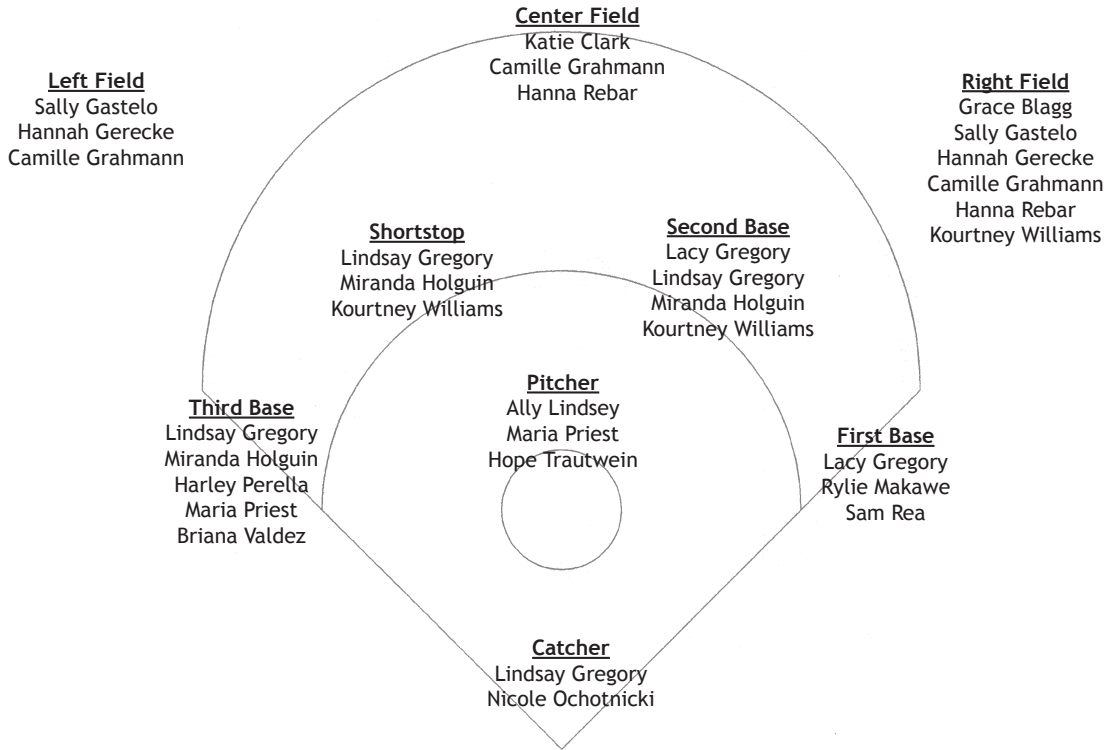 Center Field
Katie Clark
Camille Grahmann
Hanna Rebar
Left Field
Sally Gastelo
Hannah Gerecke
Camille Grahmann
Right Field
Grace Blagg
Sally Gastelo
Hannah Gerecke
Camille Grahmann
Hanna Rebar
Kourtney Williams
Shortstop
Lindsay Gregory
Miranda Holguin
Kourtney Williams
Second Base
Lacy Gregory
Lindsay Gregory
Miranda Holguin
Kourtney Williams
Third Base
Lindsay Gregory
Miranda Holguin
Harley Perella
Maria Priest
Briana Valdez
Pitcher
Ally Lindsey
Maria Priest
Hope Trautwein
First Base
Lacy Gregory
Rylie Makawe
Sam Rea
Catcher
Lindsay Gregory
Nicole Ochotnicki